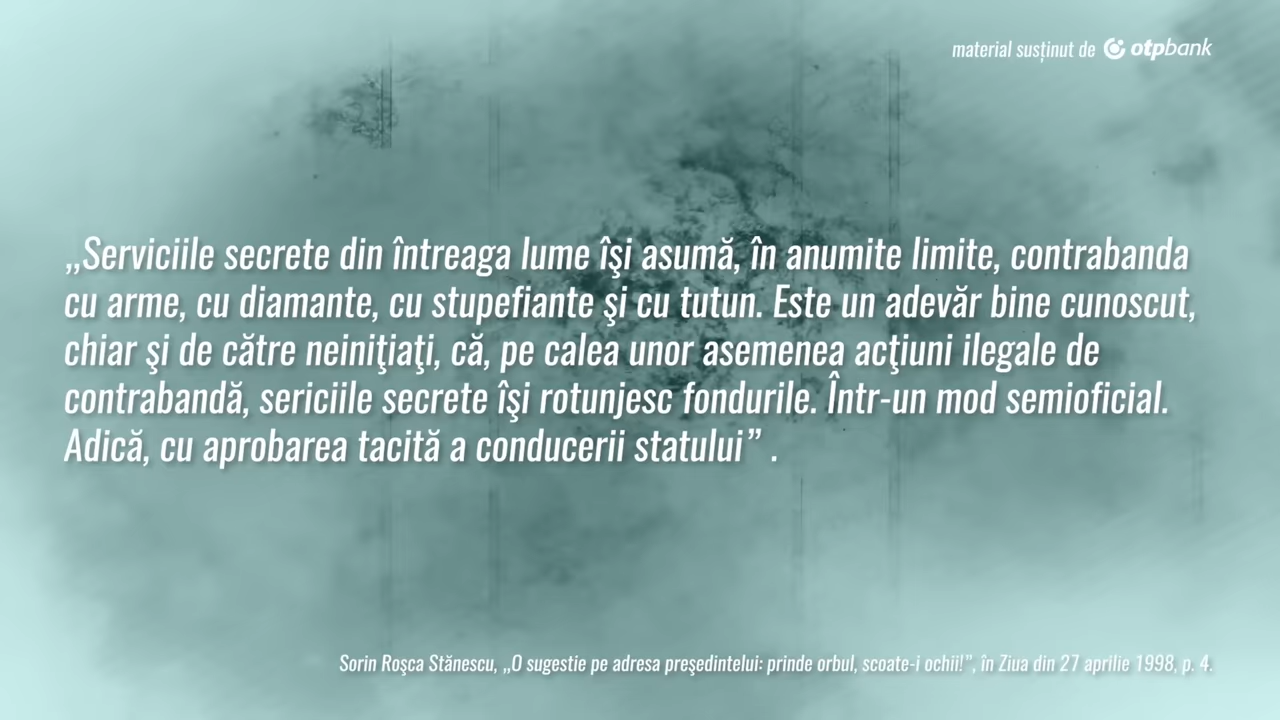 material susținut de otpbank
„Serviciile secrete din întreaga lume îşi asumă, în anumite limite, contrabanda
cu arme, cu diamante, cu stupefiante şi cu tutun. Este un adevăr bine cunoscut,
chiar şi de către neiniţiaţi, că, pe calea unor asemenea acţiuni ilegale de
contrabandă, sericiile secrete îşi rotunjesc fondurile. Într-un mod semioficial.
Adică, cu aprobarea tacită a conducerii statului” .
Sorin Roşca Stănescu, „O sugestie pe adresa preşedintelui: prinde orbul, scoate-i ochii!”, în Ziua din 27 aprilie 1998, p. 4.